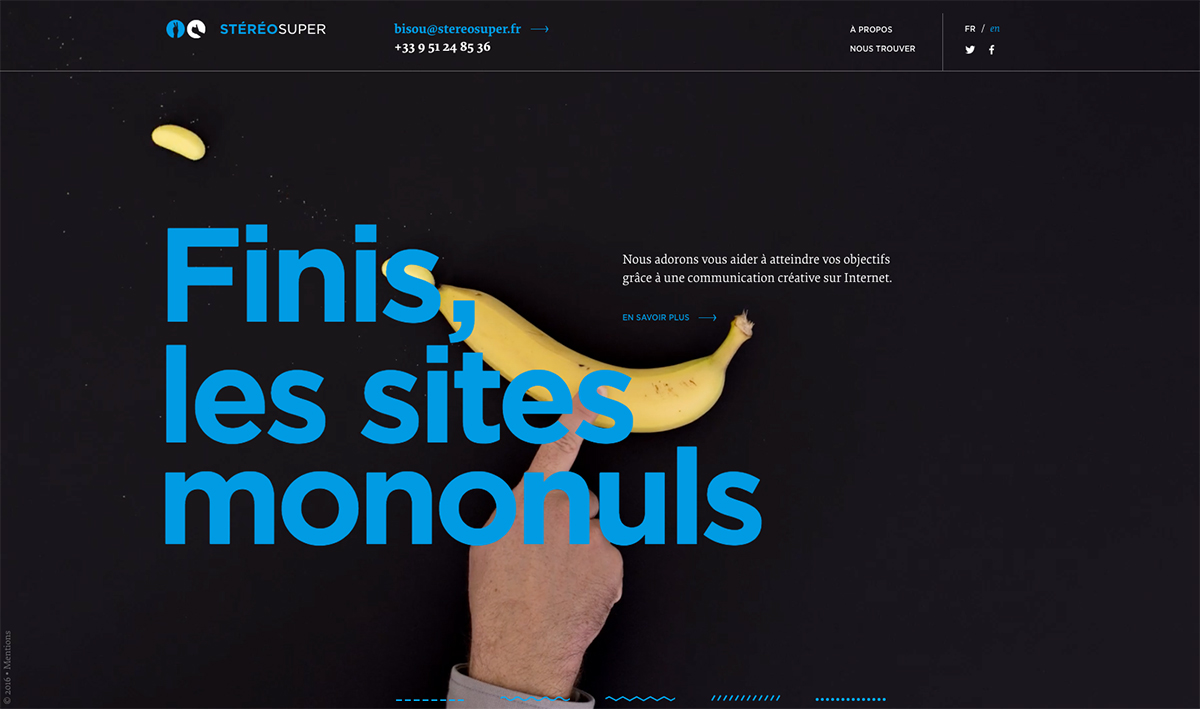 STÉRÉOSUPER
bisou@stereosuper.fr
+33 9 51 24 85 36
À PROPOS
NOUS TROUVER
FR / en
Finis,
les sites
mononuls
Nous adorons vous aider à atteindre vos objectifs
grâce à une communication créative sur Internet.
EN SAVOIR PLUS
© 2016 • Mentions